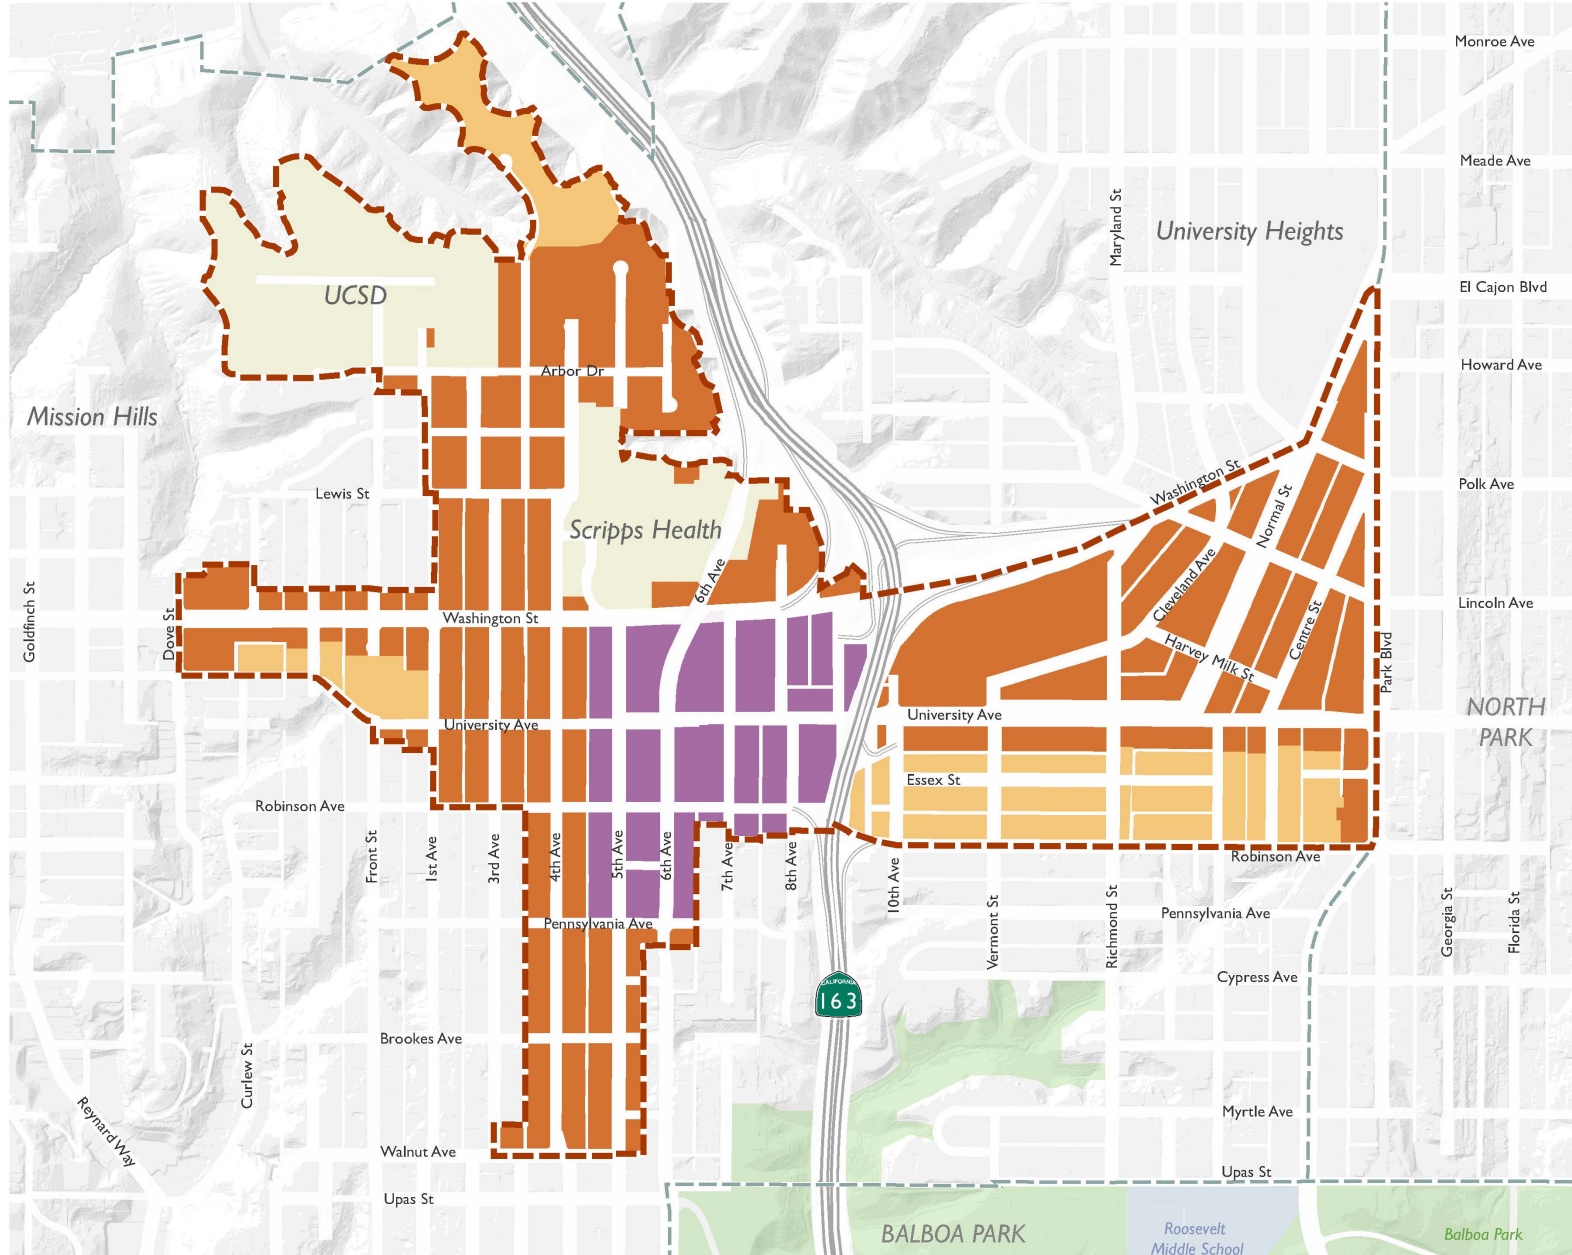 Monroe Ave
Meade Ave
Maryland St
University Heights
El Cajon Blvd
UCSD
Howard Ave
Arbor Dr
Mission Hills
Washington St
Polk Ave
Lewis St
Normal St
Scripps Health
6th Ave
Cleveland Ave
Goldfinch St
Dove St
Washington St
Lincoln Ave
Centre St
Harvey Milk St
Park Blvd
University Ave
University Ave
NORTH
PARK
Essex St
Robinson Ave
Front St
1st Ave
3rd Ave
4th Ave
5th Ave
6th Ave
7th Ave
8th Ave
10th Ave
Robinson Ave
Vermont St
Richmond St
Pennsylvania Ave
Pennsylvania Ave
Georgia St
Florida St
Cypress Ave
CALIFORNIA
163
Brookes Ave
Curlew St
Reynard Way
Myrtle Ave
Walnut Ave
Upas St
Upas St
BALBOA PARK
Roosevelt
Middle School
Balboa Park